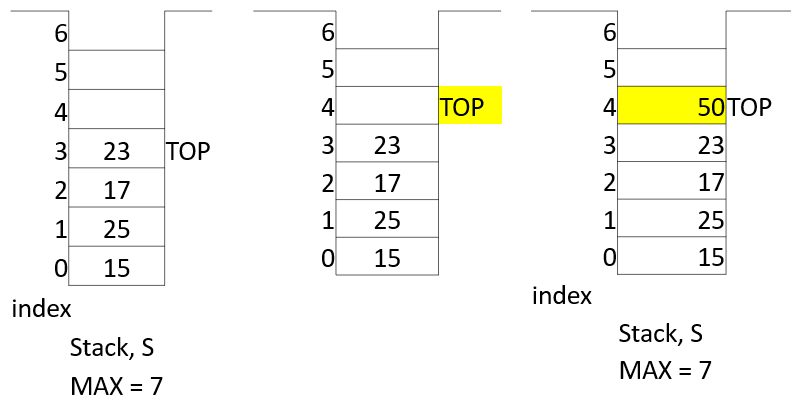 6
5
4
3 23 TOP
2 17
1 25
0 15
index
Stack, S
MAX = 7
6
5
4 TOP
3 23
2 17
1 25
0 15
6
5
4 50 TOP
3 23
2 17
1 25
0 15
index
Stack, S
MAX = 7